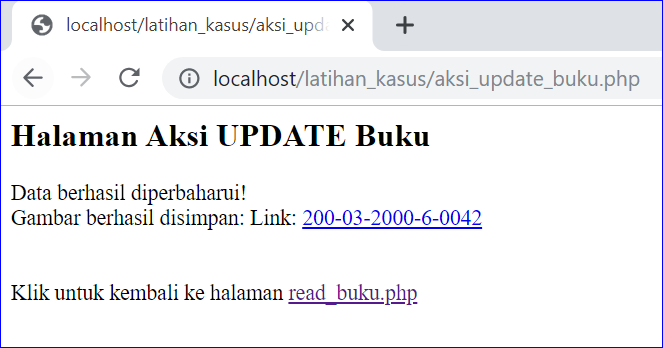 localhost/latihan_kasus/aksi_upd
localhost/latihan_kasus/aksi_update_buku.php
Halaman Aksi UPDATE Buku
Data berhasil diperbaharui!
Gambar berhasil disimpan: Link: 200-03-2000-6-0042
Klik untuk kembali ke halaman read_buku.php